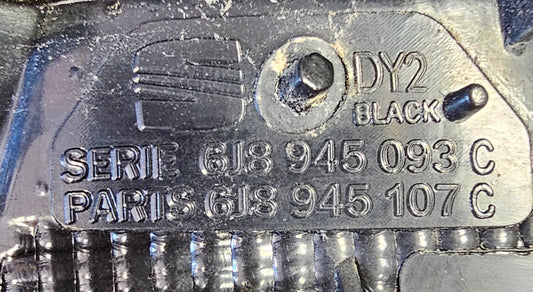 DY2
BLACK
SERIE 6J8 945 093 C
PARIS 6J8 945 107 C